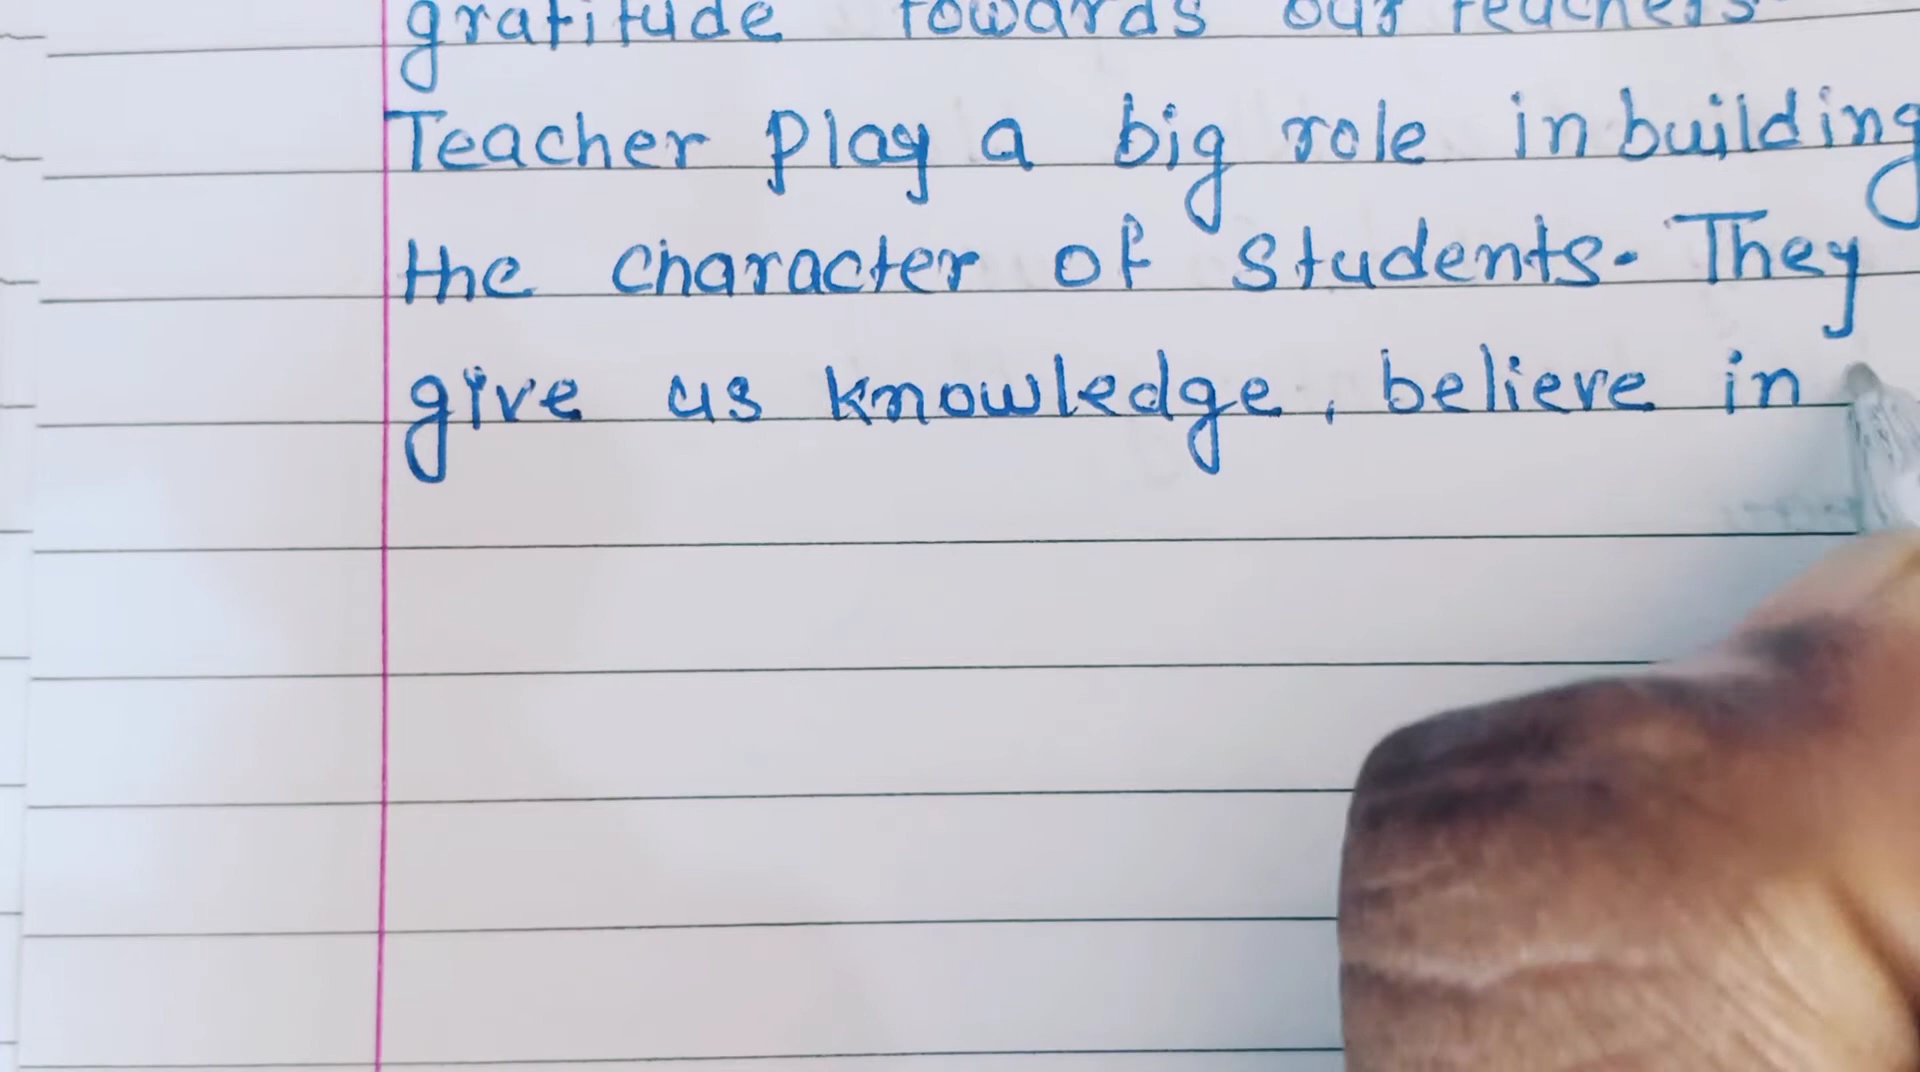 gratitude towards our teachers
Teacher play a big role in building
the character of students. They
give us knowledge, believe in